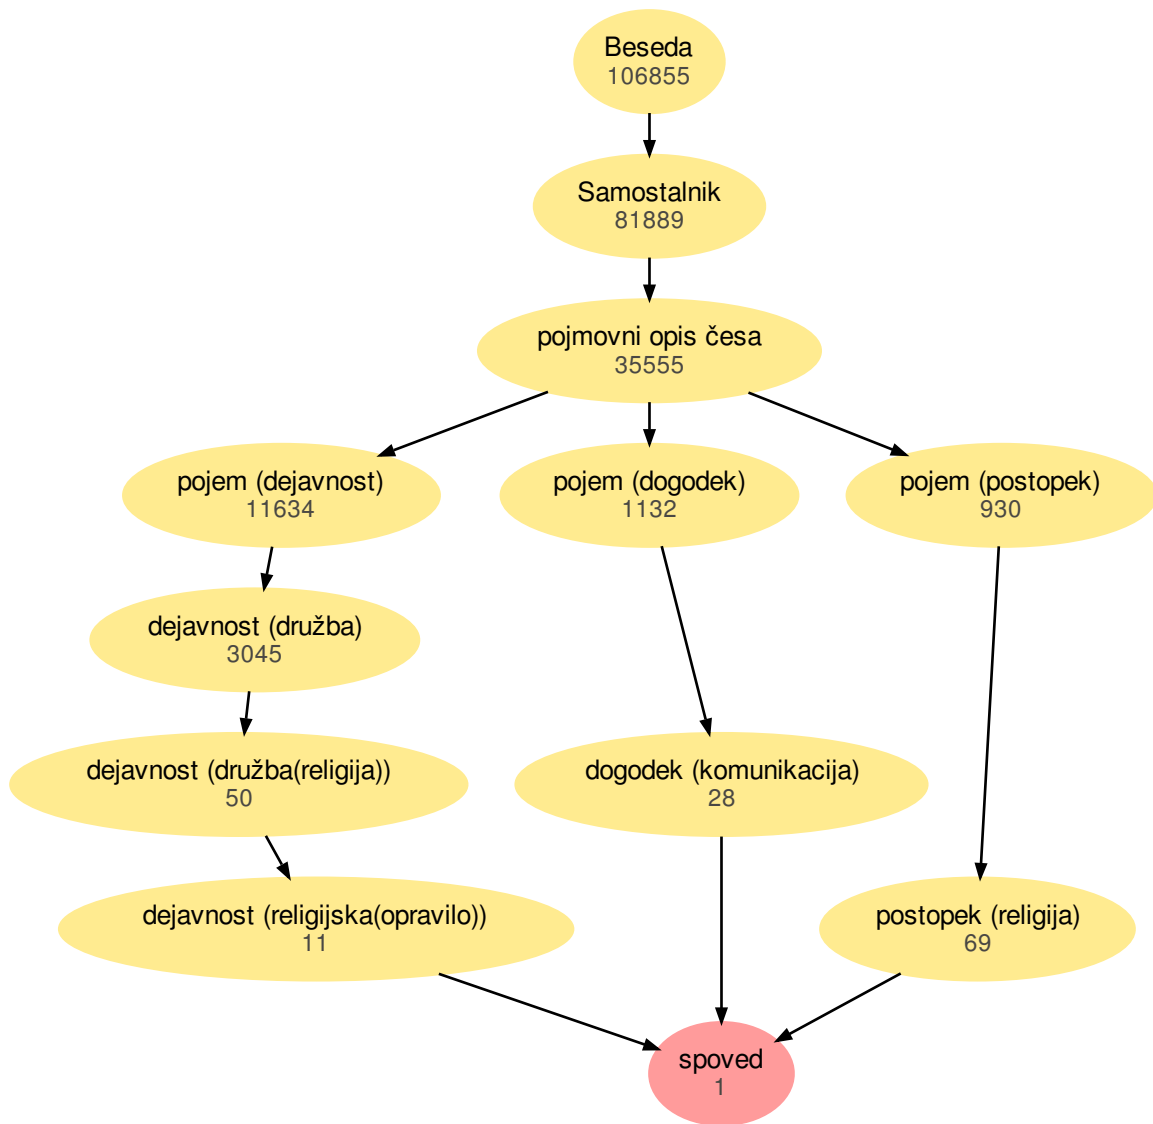 Beseda
106855
Samostalnik
81889
pojmovni opis česa
35555
pojem (dejavnost)
11634
pojem (dogodek)
1132
pojem (postopek)
930
dejavnost (družba)
3045
dejavnost (družba(religija))
50
dogodek (komunikacija)
28
dejavnost (religijska(opravilo))
11
postopek (religija)
69
spoved
1